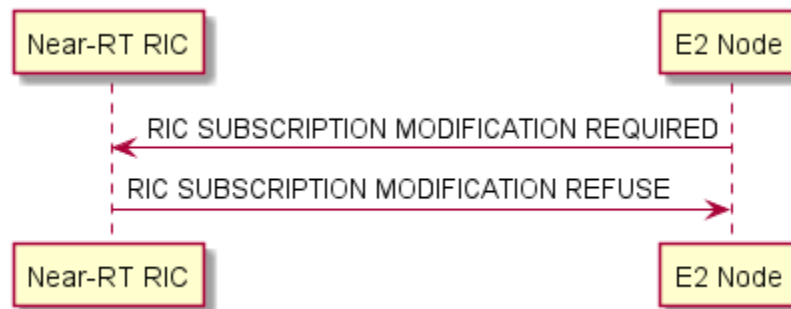 Near-RT RIC
E2 Node
RIC SUBSCRIPTION MODIFICATION REQUIRED
RIC SUBSCRIPTION MODIFICATION REFUSE
Near-RT RIC
E2 Node